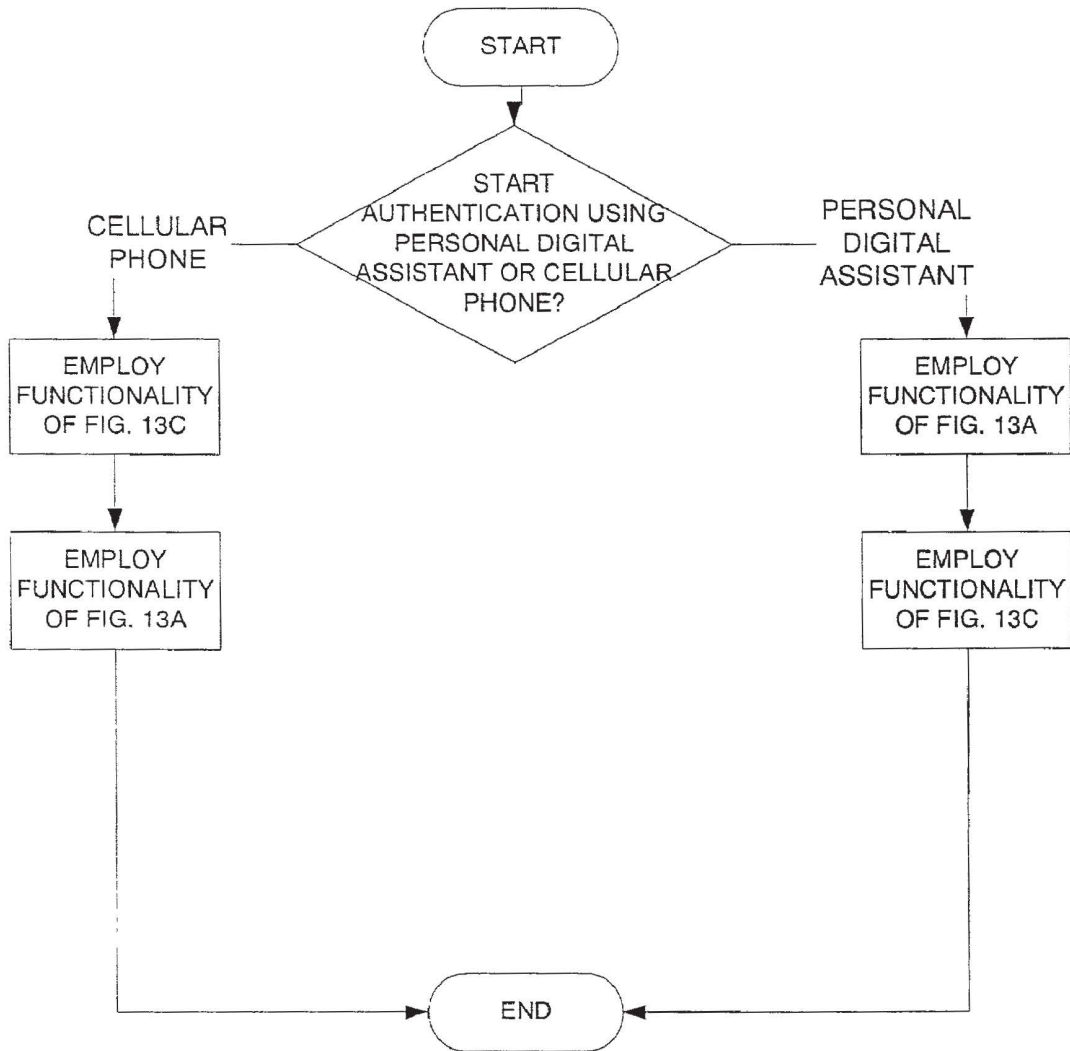 START
START
AUTHENTICATION USING
PERSONAL DIGITAL
ASSISTANT OR CELLULAR
PHONE?
CELLULAR
PHONE
PERSONAL
DIGITAL
ASSISTANT
EMPLOY
FUNCTIONALITY
OF FIG. 13C
EMPLOY
FUNCTIONALITY
OF FIG. 13A
EMPLOY
FUNCTIONALITY
OF FIG. 13A
EMPLOY
FUNCTIONALITY
OF FIG. 13C
END